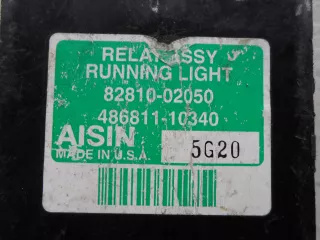 RELAY ASSY
RUNNING LIGHT
82810-02050
486811-10340
AISIN
MADE IN U.S.A.
5G20